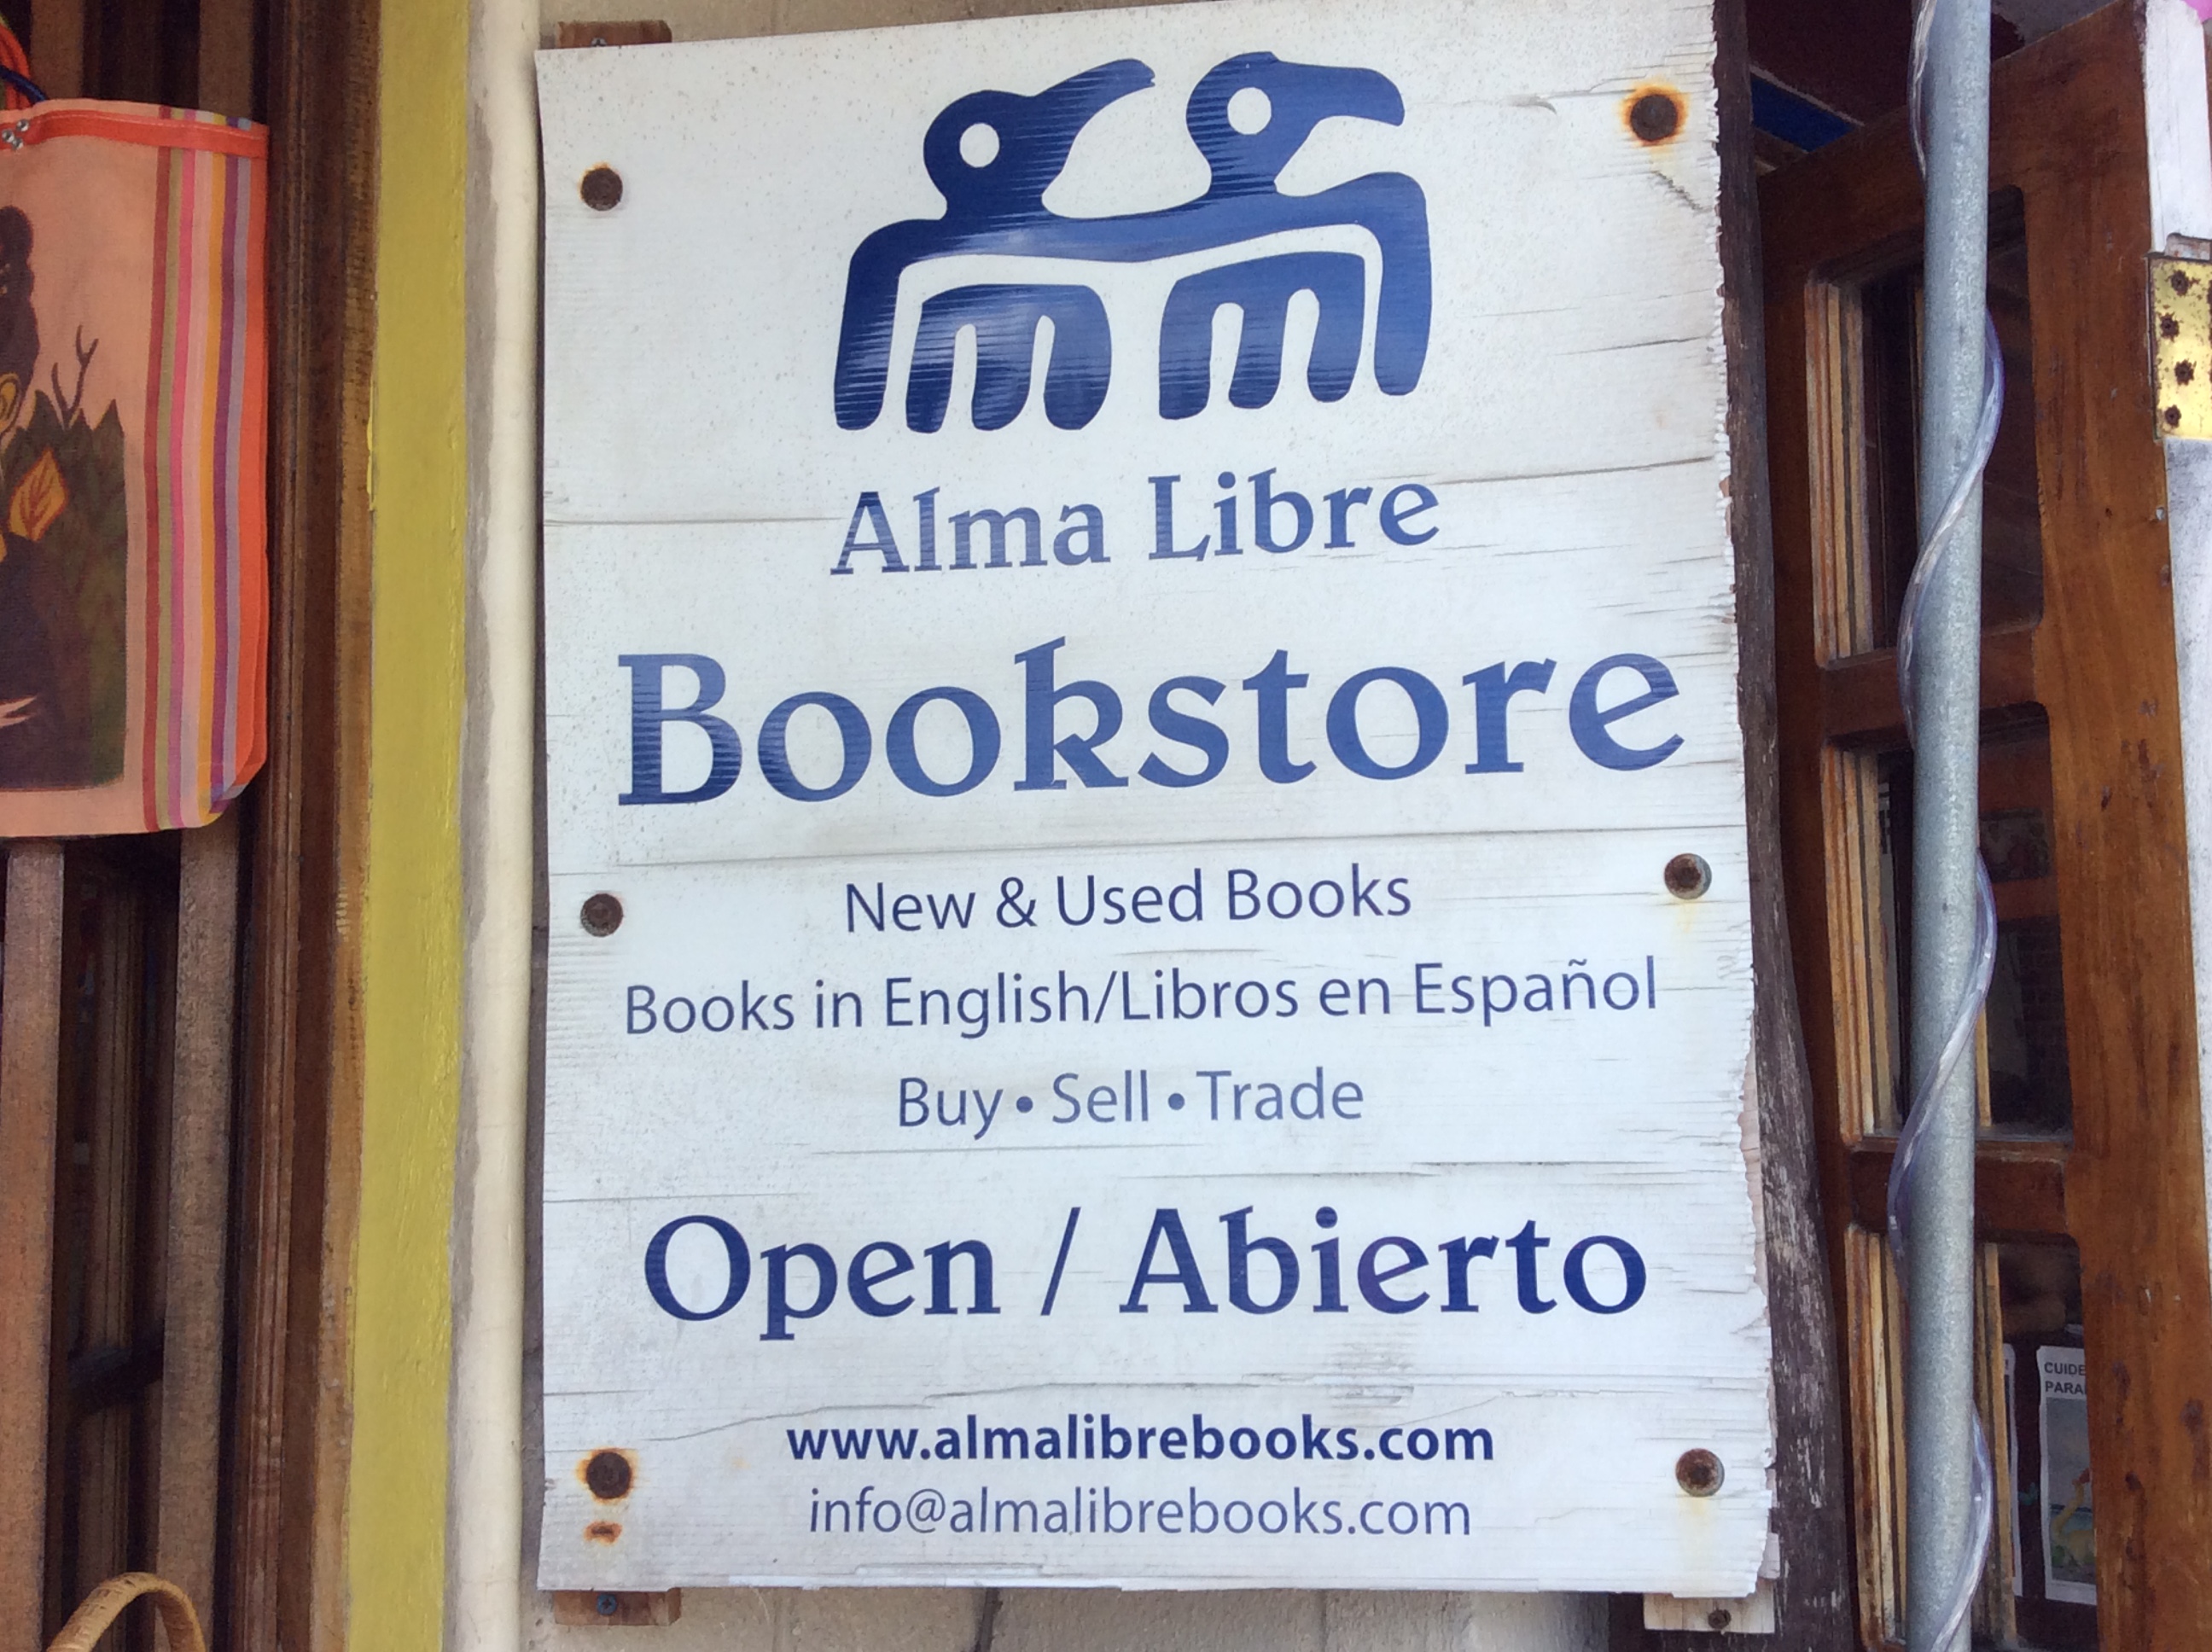 Alma Libre
Bookstore
New & Used Books
Books in English/Libros en Español
Buy • Sell • Trade
Open / Abierto
www.almalibrebooks.com
info@almalibrebooks.com